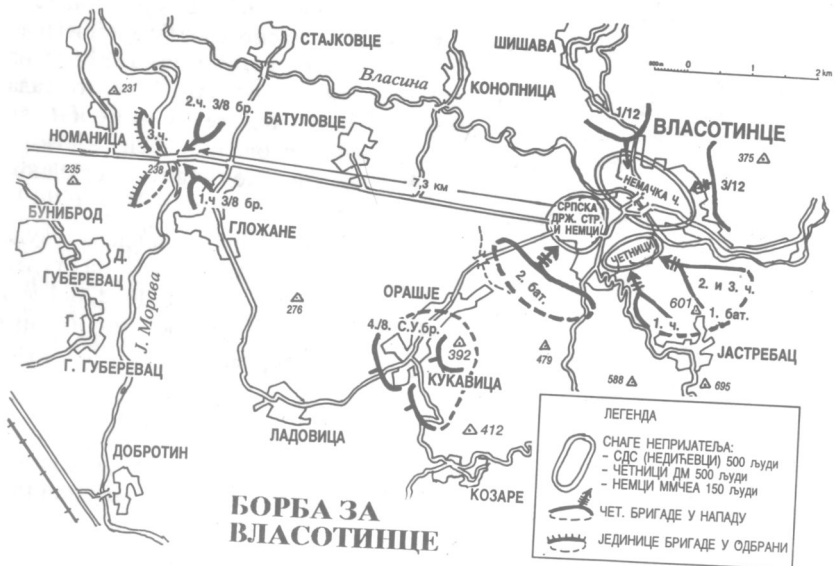 СТАЈКОВЦЕ
ШИШАВА
0 1 2 km
231
Власина
КОНОПНИЦА
2.ч. 3/8 бр.
1/12
НОМАНИЦА
3.ч.
БАТУЛОВЦЕ
ВЛАСОТИНЦЕ
375
235
238
7,3 км
НЕМАЧКА Ч.
3/12
1.ч 3/8 бр.
СРПСКА
ДРЖ. СТР.
И НЕМЦИ
БУНИБРОД
ГЛОЖАНЕ
ЧЕТНИЦИ
Д.
ГУБЕРЕВАЦ
Ј. Морава
ОРАШЈЕ
2. бат.
2. и 3. ч.
276
601
1. бат.
4./8. С.У.бр.
1. ч.
Г
392
479
ЈАСТРЕБАЦ
Г. ГУБЕРЕВАЦ
КУКАВИЦА
588
695
ЛАДОВИЦА
412
ДОБРОТИН
КОЗАРЕ
БОРБА ЗА
ВЛАСОТИНЦЕ
ЛЕГЕНДА
СНАГЕ НЕПРИЈАТЕЉА:
- СДС (НЕДИЋЕВЦИ) 500 људи
- ЧЕТНИЦИ ДМ 500 људи
- НЕМЦИ ММЧЕА 150 људи
ЧЕТ. БРИГАДЕ У НАПАДУ
ЈЕДИНИЦЕ БРИГАДЕ У ОДБРАНИ